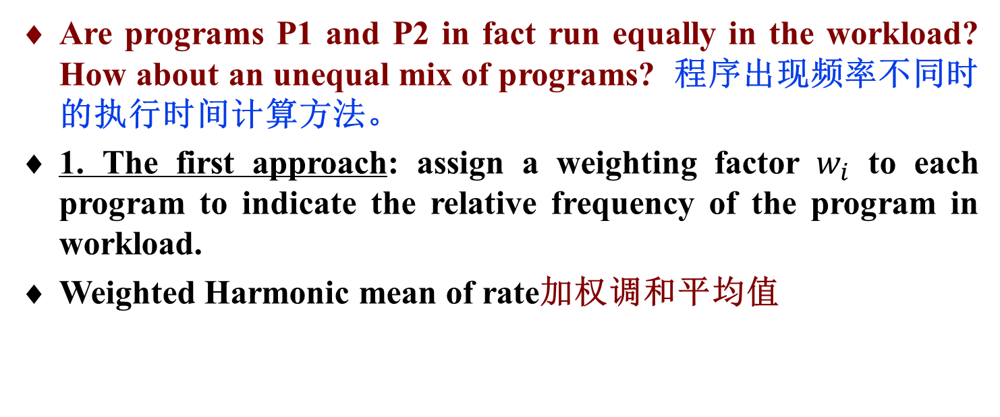 ♦ Are programs P1 and P2 in fact run equally in the workload?
How about an unequal mix of programs? 程序出现频率不同时
的执行时间计算方法。
♦ 1. The first approach: assign a weighting factor wᵢ to each
program to indicate the relative frequency of the program in
workload.
♦ Weighted Harmonic mean of rate加权调和平均值